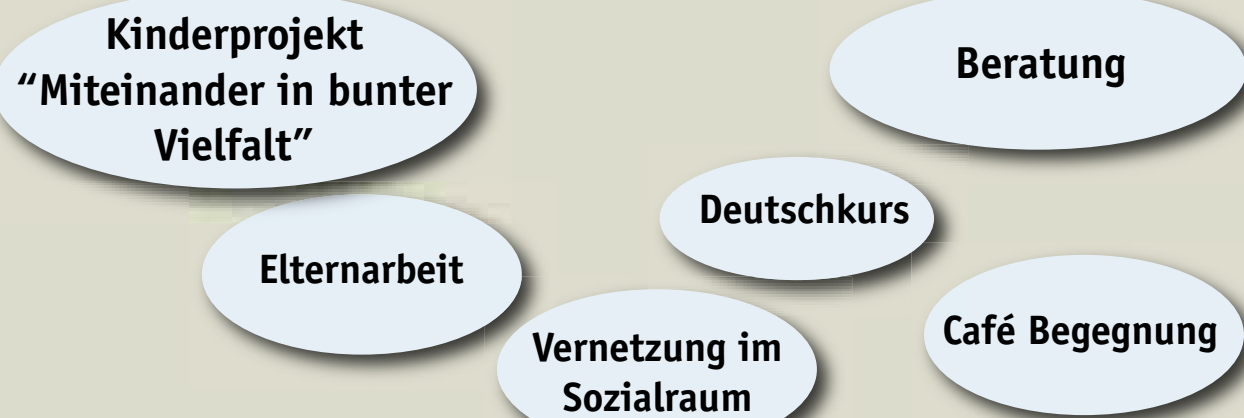 Kinderprojekt
“Miteinander in bunter
Vielfalt”
Beratung
Deutschkurs
Elternarbeit
Café Begegnung
Vernetzung im
Sozialraum